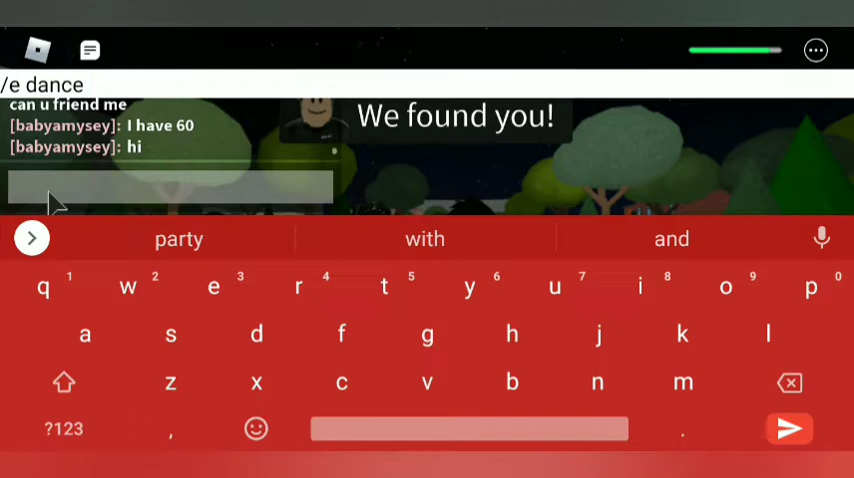 /e dance
can u friend me
[babyamysey]: I have 60
[babyamysey]: hi
We found you!
party with and
q 1 w 2 e 3 r 4 t 5 y 6 u 7 i 8 o 9 p 0
a s d f g h j k l
z x c v b n m
?123 , .